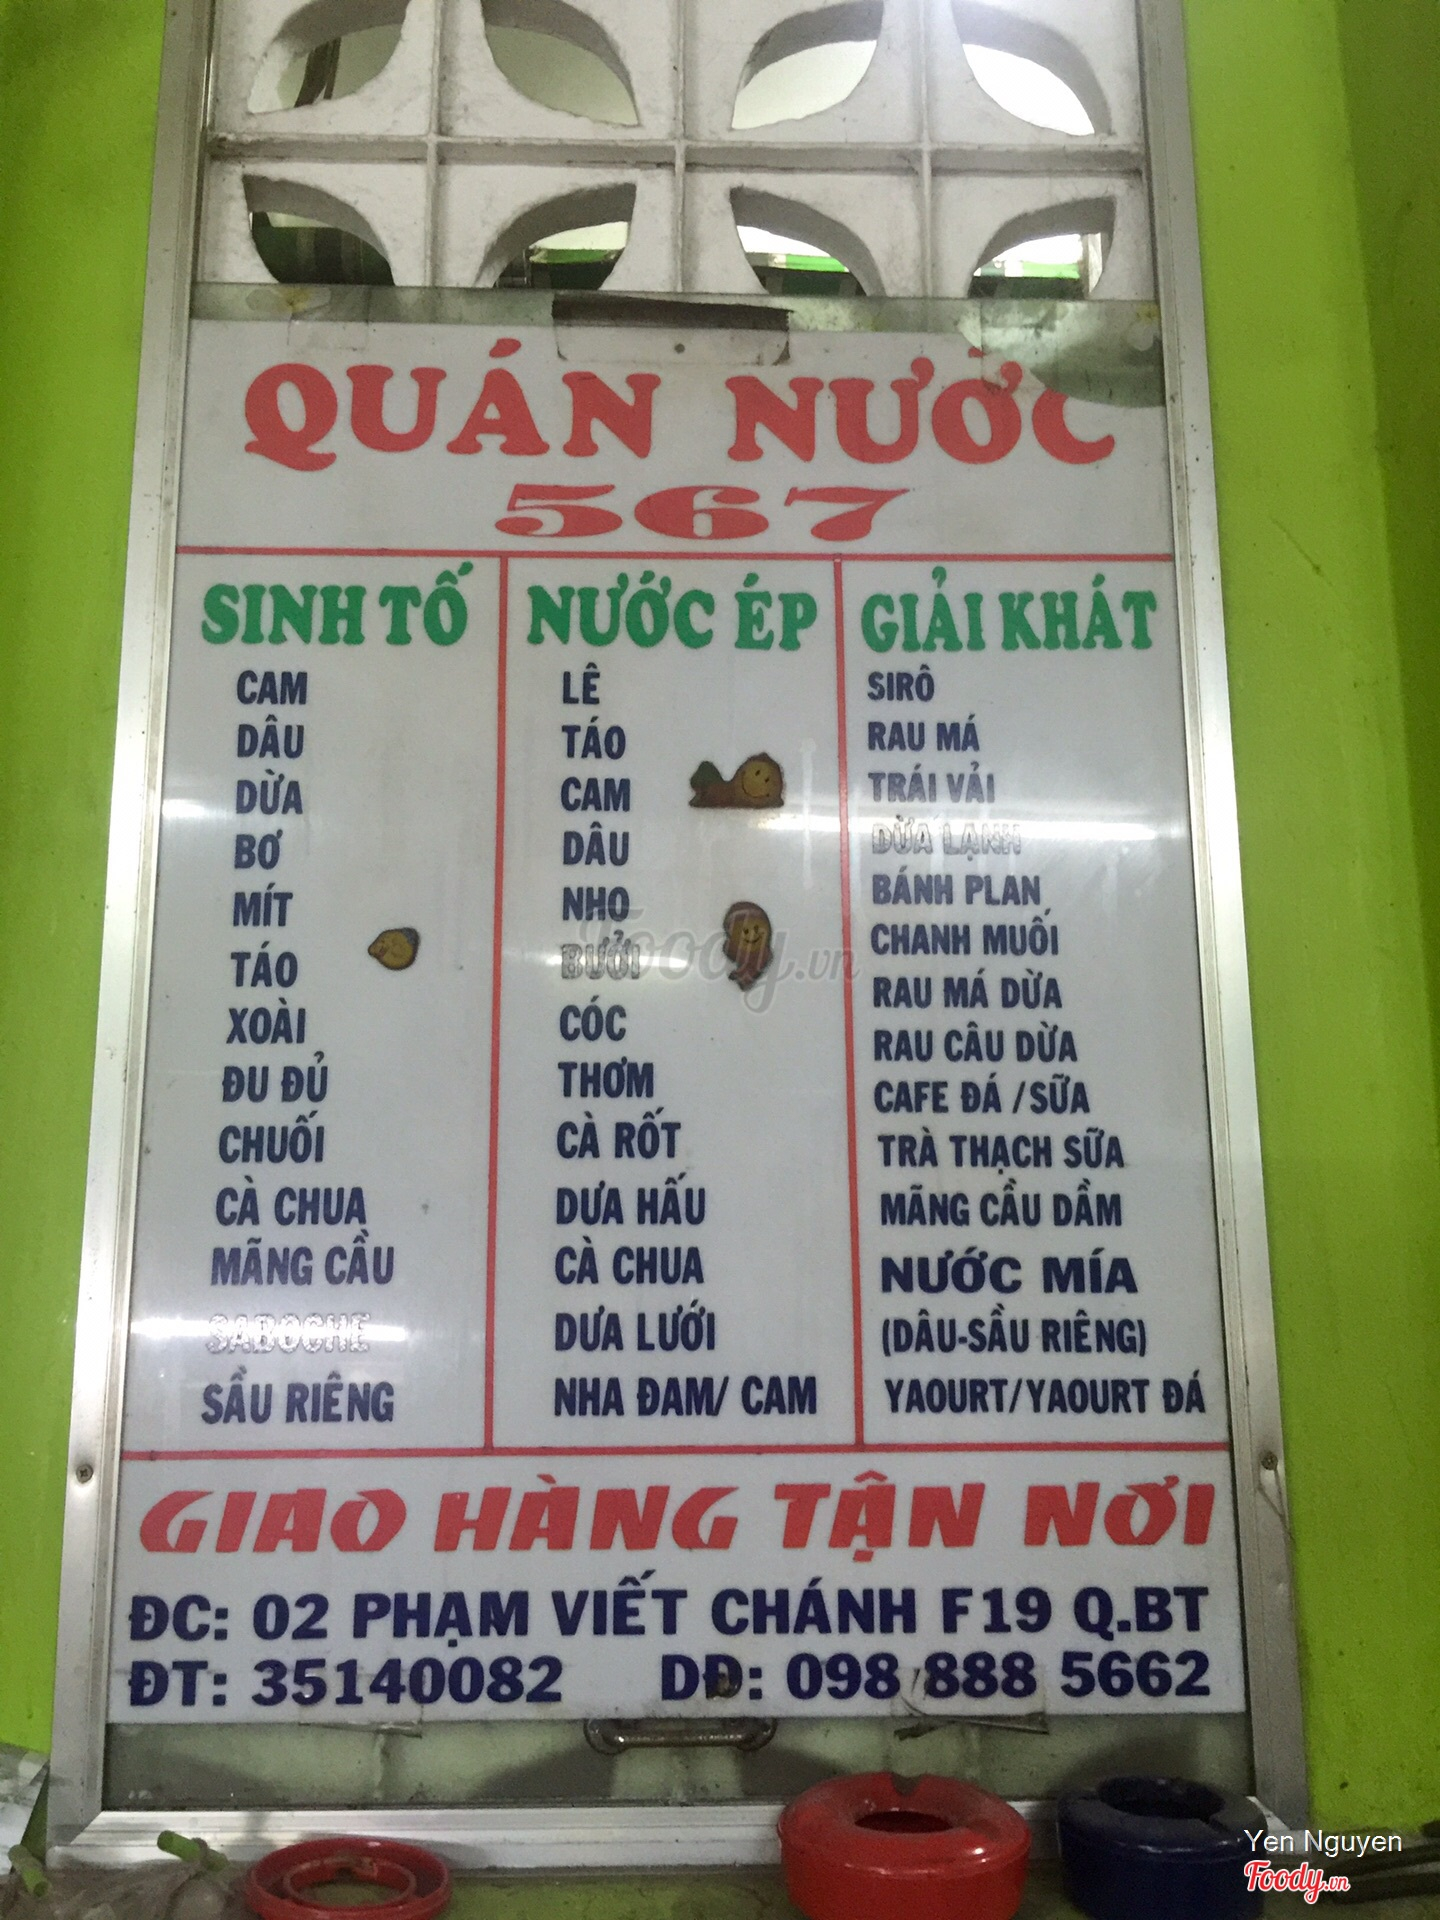 QUÁN NƯỚC
567
SINH TỐ
CAM
DÂU
DỪA
BƠ
MÍT
TÁO
XOÀI
ĐU ĐỦ
CHUỐI
CÀ CHUA
MÃNG CẦU
SABOCHE
SẦU RIÊNG
NƯỚC ÉP
LÊ
TÁO
CAM
DÂU
NHO
BƯỞI
CÓC
THƠM
CÀ RỐT
DƯA HẤU
CÀ CHUA
DƯA LƯỚI
NHA ĐAM/ CAM
GIẢI KHÁT
SIRÔ
RAU MÁ
TRÁI VẢI
DỪA LẠNH
BÁNH PLAN
CHANH MUỐI
RAU MÁ DỪA
RAU CÂU DỪA
CAFE ĐÁ /SỮA
TRÀ THẠCH SỮA
MÃNG CẦU DẦM
NƯỚC MÍA
(DÂU-SẦU RIÊNG)
YAOURT/YAOURT ĐÁ
GIAO HÀNG TẬN NƠI
ĐC: 02 PHẠM VIẾT CHÁNH F19 Q.BT
ĐT: 35140082 DĐ: 098 888 5662
Foody.vn
Yen Nguyen
Foody.vn